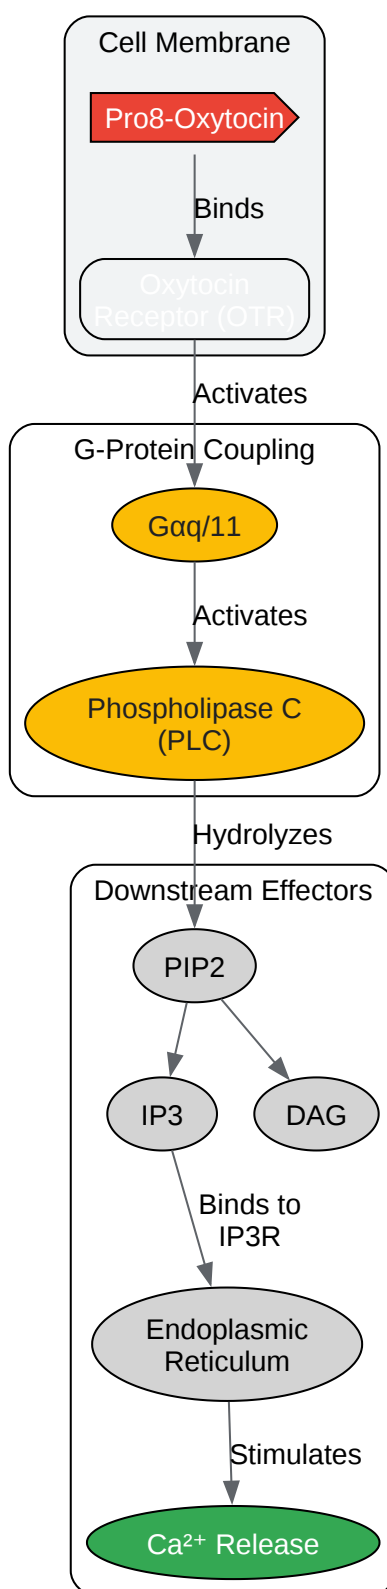 Cell Membrane
Pro8-Oxytocin
Binds
Oxytocin
Receptor (OTR)
Activates
G-Protein Coupling
Gαq/11
Activates
Phospholipase C
(PLC)
Hydrolyzes
Downstream Effectors
PIP2
IP3
DAG
Binds to
IP3R
Endoplasmic
Reticulum
Stimulates
Ca²⁺ Release